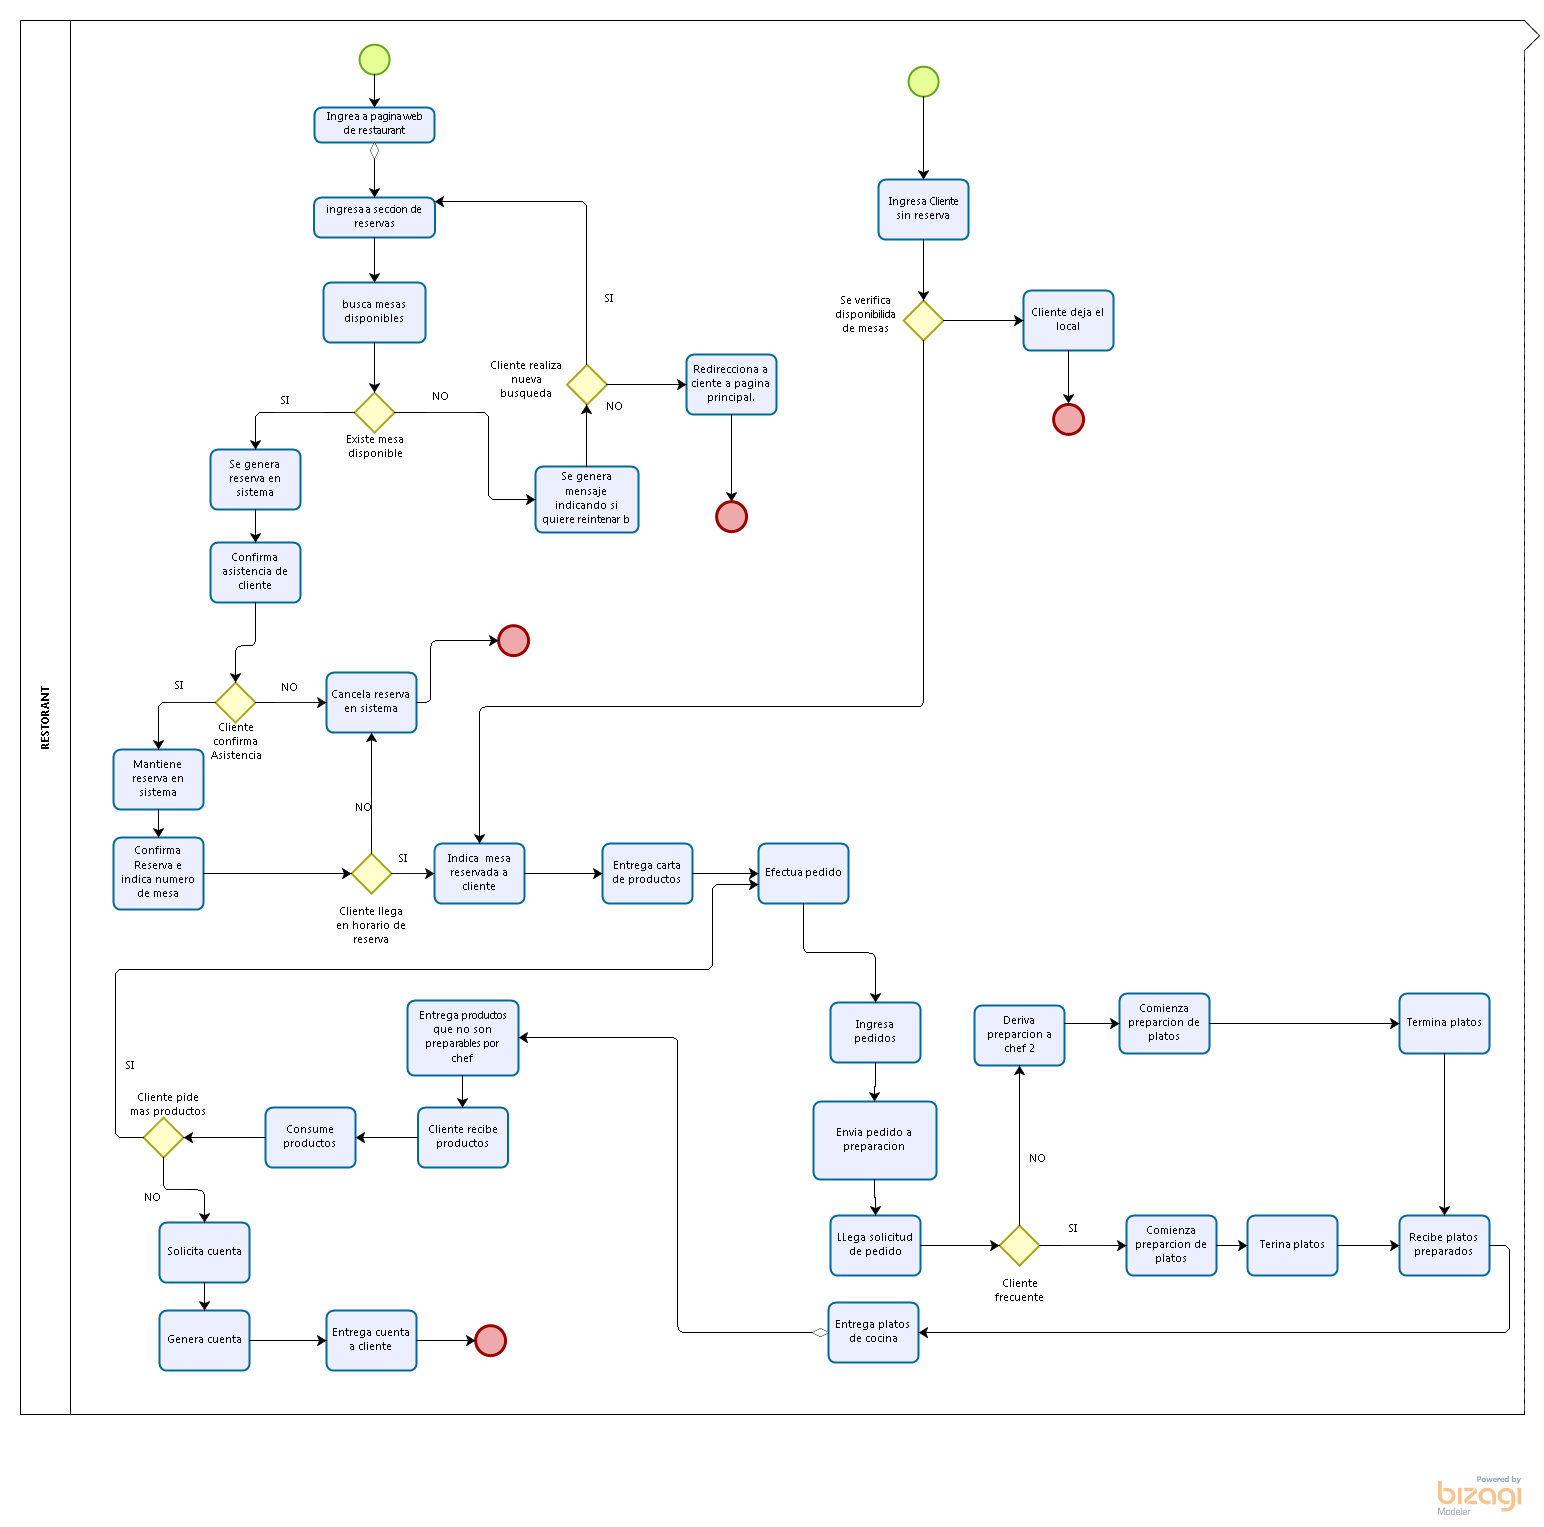 RESTORANT
Ingrea a pagina web
de restaurant
ingresa a seccion de
reservas
busca mesas
disponibles
SI
NO
Existe mesa
disponible
Se genera
mensaje
indicando si
quiere reintenar b
Cliente realiza
nueva
busqueda
SI
NO
Redirecciona a
ciente a pagina
principal.
Ingresa Cliente
sin reserva
Se verifica
disponibilida
de mesas
Cliente deja el
local
Se genera
reserva en
sistema
Confirma
asistencia de
cliente
SI
NO
Cliente
confirma
Asistencia
Cancela reserva
en sistema
Mantiene
reserva en
sistema
Confirma
Reserva e
indica numero
de mesa
NO
SI
Cliente llega
en horario de
reserva
Indica mesa
reservada a
cliente
Entrega carta
de productos
Efectua pedido
Ingresa
pedidos
Envia pedido a
preparacion
LLega solicitud
de pedido
Cliente
frecuente
NO
SI
Deriva
preparcion a
chef 2
Comienza
preparcion de
platos
Termina platos
Comienza
preparcion de
platos
Terina platos
Recibe platos
preparados
Entrega platos
de cocina
Entrega productos
que no son
preparables por
chef
Cliente recibe
productos
Consume
productos
Cliente pide
mas productos
SI
NO
Solicita cuenta
Genera cuenta
Entrega cuenta
a cliente
Powered by
bizagi
Modeler